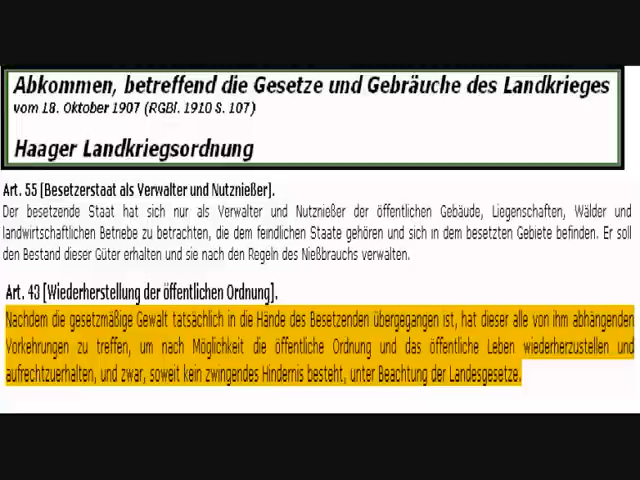 Abkommen, betreffend die Gesetze und Gebräuche des Landkrieges
vom 18. Oktober 1907 (RGBl. 1910 S. 107)
Haager Landkriegsordnung
Art. 55 [Besetzerstaat als Verwalter und Nutznießer].
Der besetzende Staat hat sich nur als Verwalter und Nutznießer der öffentlichen Gebäude, Liegenschaften, Wälder und
landwirtschaftlichen Betriebe zu betrachten, die dem feindlichen Staate gehören und sich in dem besetzten Gebiete befinden. Er soll
den Bestand dieser Güter erhalten und sie nach den Regeln des Nießbrauchs verwalten.
Art. 43 [Wiederherstellung der öffentlichen Ordnung].
Nachdem die gesetzmäßige Gewalt tatsächlich in die Hände des Besetzenden übergegangen ist, hat dieser alle von ihm abhängenden
Vorkehrungen zu treffen, um nach Möglichkeit die öffentliche Ordnung und das öffentliche Leben wiederherzustellen und
aufrechtzuerhalten, und zwar, soweit kein zwingendes Hindernis besteht, unter Beachtung der Landesgesetze.